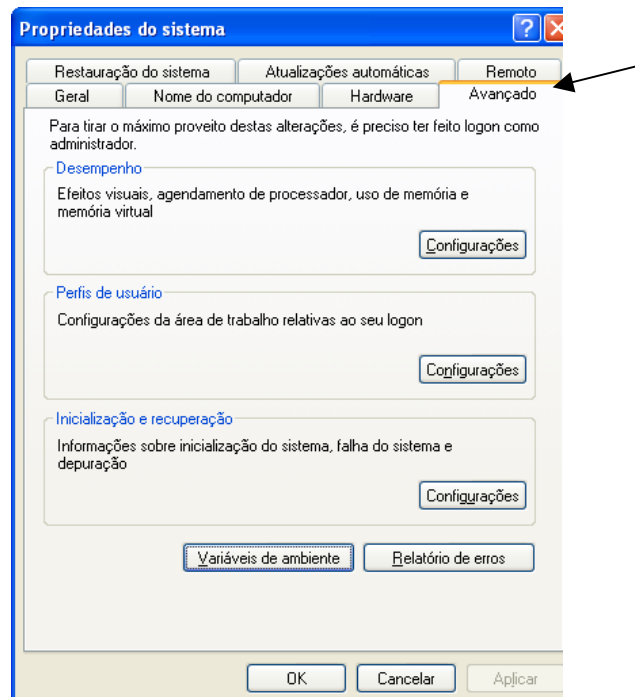 Propriedades do sistema
Restauração do sistema Atualizações automáticas Remoto
Geral Nome do computador Hardware Avançado
Para tirar o máximo proveito destas alterações, é preciso ter feito logon como
administrador.
Desempenho
Efeitos visuais, agendamento de processador, uso de memória e
memória virtual
Configurações
Perfis de usuário
Configurações da área de trabalho relativas ao seu logon
Configurações
Inicialização e recuperação
Informações sobre inicialização do sistema, falha do sistema e
depuração
Configurações
Variáveis de ambiente Relatório de erros
OK Cancelar Aplicar